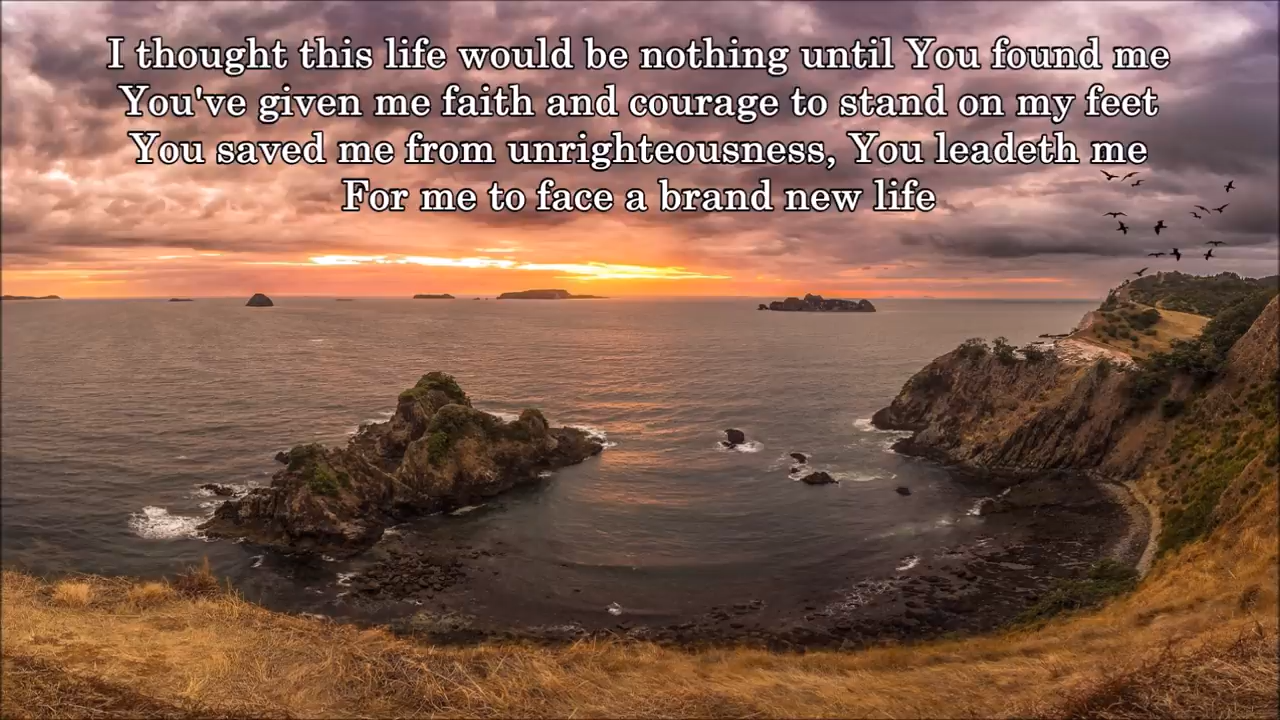 I thought this life would be nothing until You found me
You've given me faith and courage to stand on my feet
You saved me from unrighteousness, You leadeth me
For me to face a brand new life